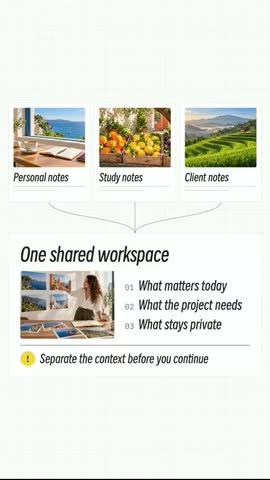 Personal notes
Study notes
Client notes
One shared workspace
01 What matters today
02 What the project needs
03 What stays private
! Separate the context before you continue